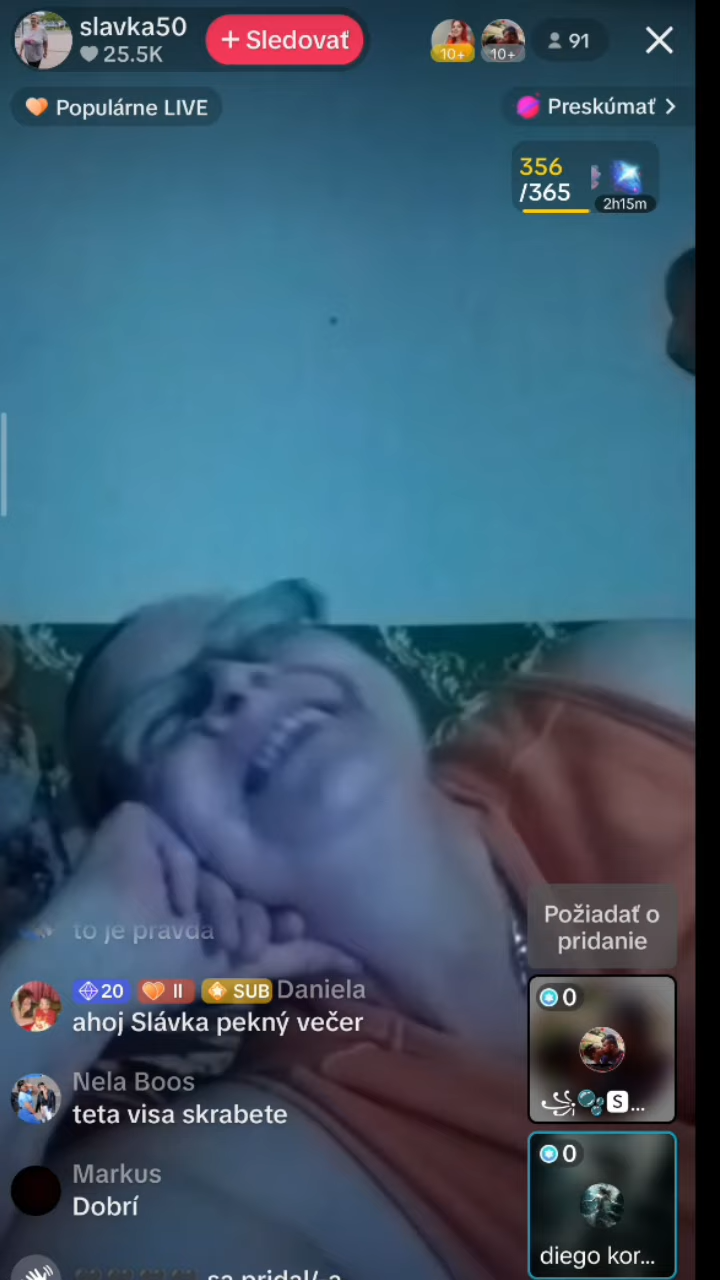 slavka50
25.5K
+ Sledovať
10+
10+
91
Populárne LIVE
Preskúmať
356
/365
2h15m
to je pravda
20 II SUB Daniela
ahoj Slávka pekný večer
Nela Boos
teta visa skrabete
Markus
Dobrí
Požiadať o
pridanie
0
S...
0
diego kor...